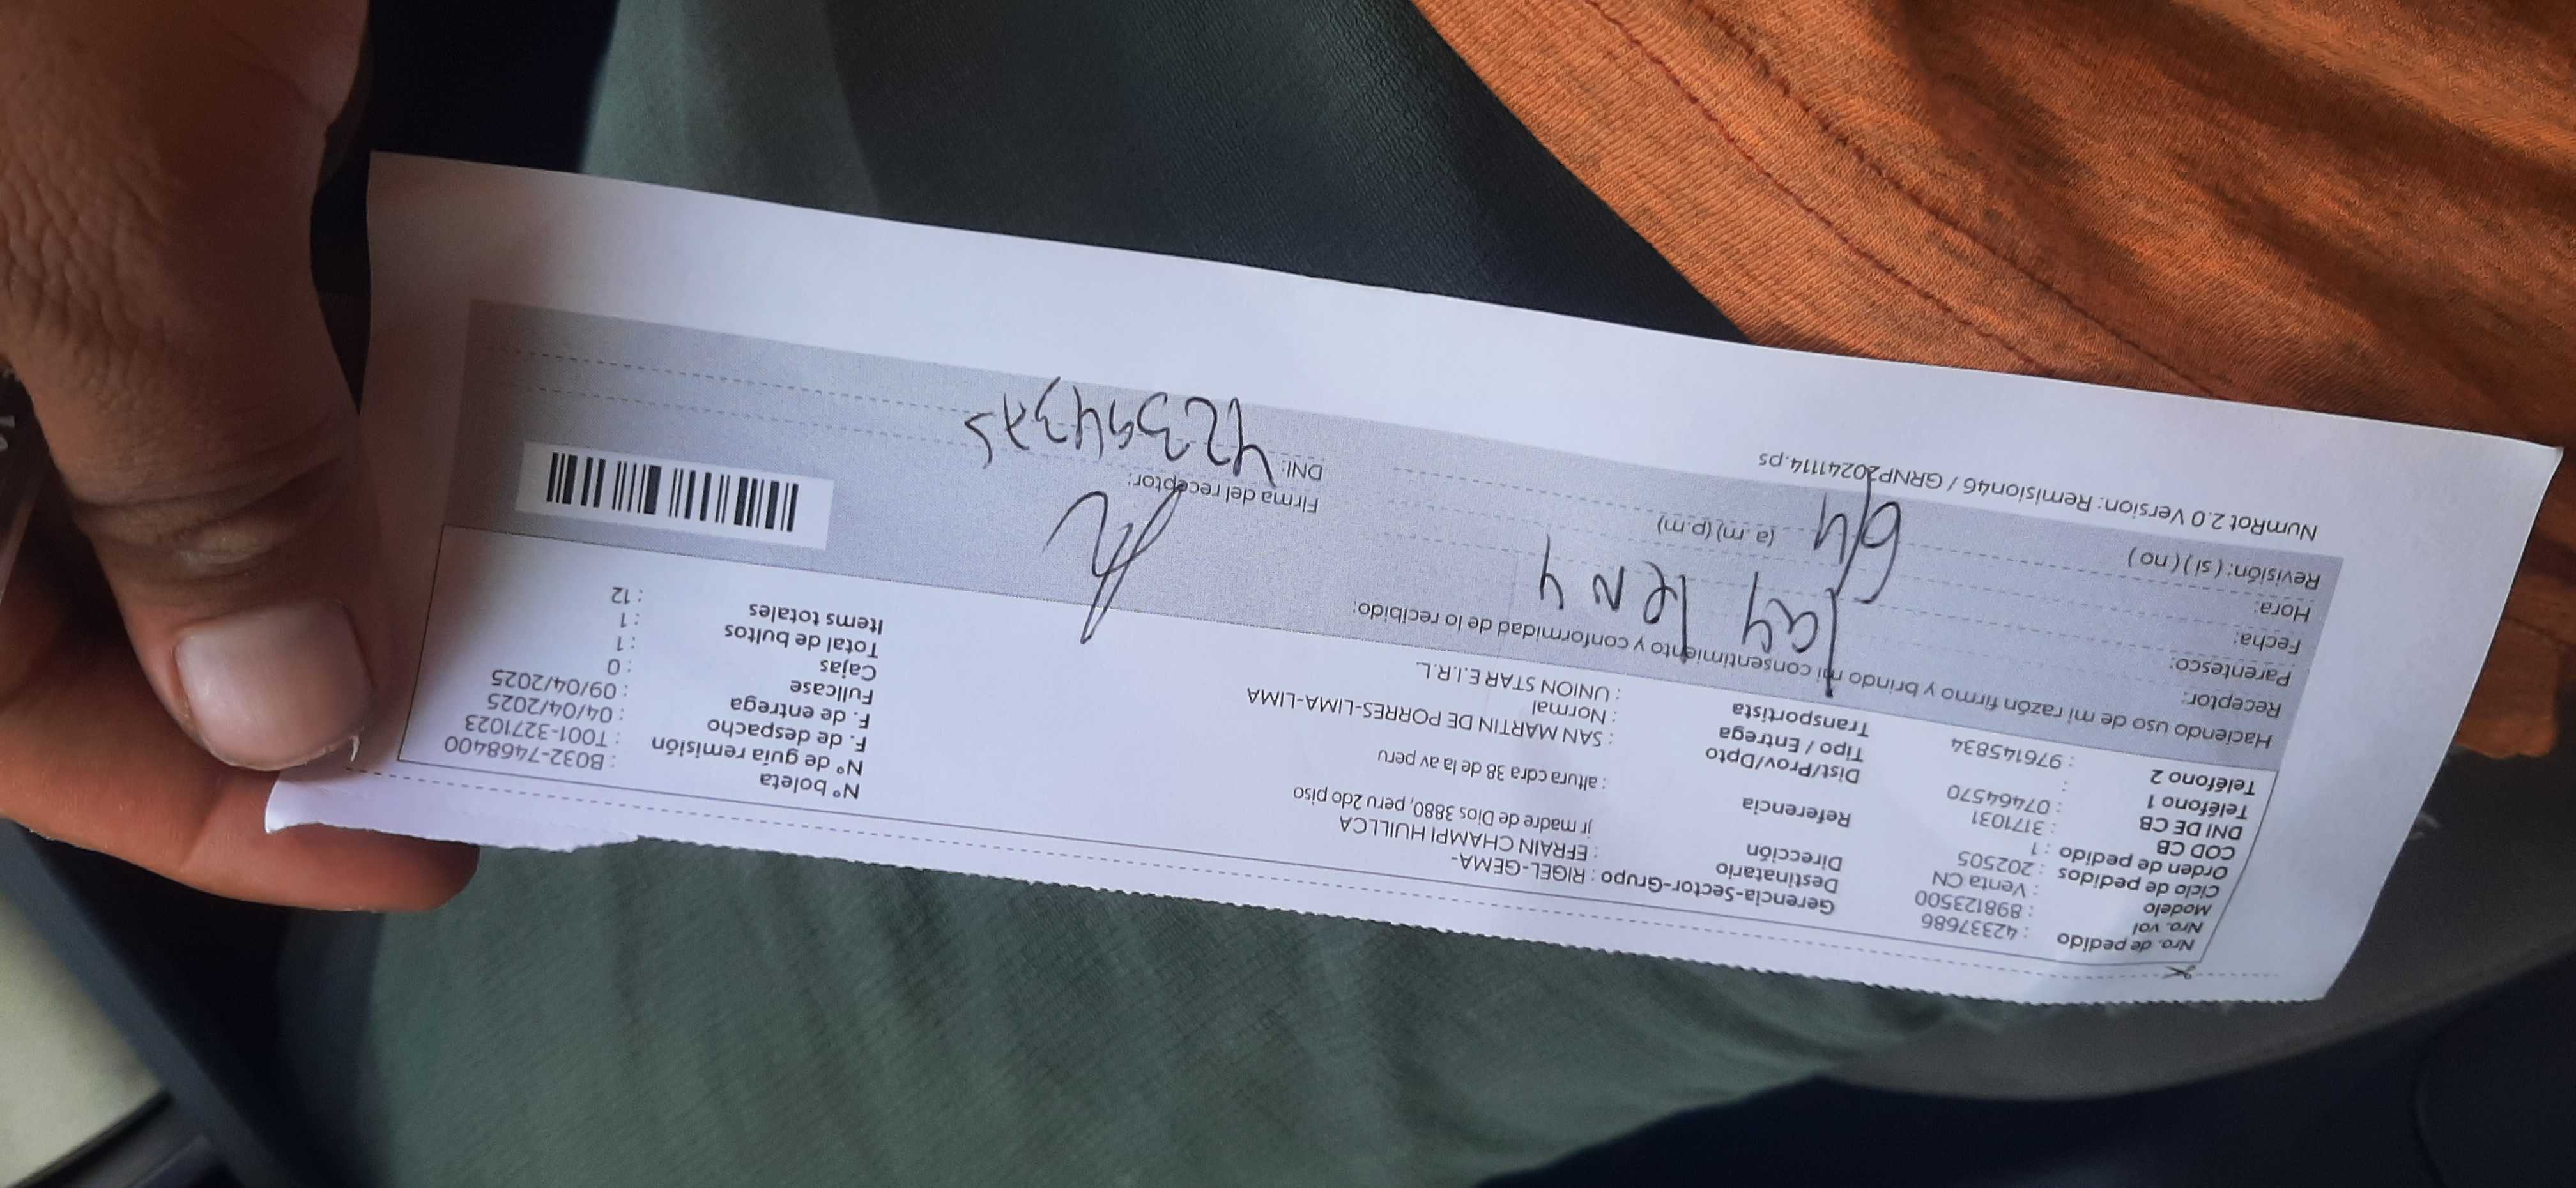 Nro. de pedido : 42337686
Nro. vol : 898123500
Modelo : Venta CN
Ciclo de pedidos : 202505
Orden de pedido : 1
COD CB : 3171031
DNI DE CB : 07464570
Teléfono 1 :
Teléfono 2 : 976145834
Gerencia-Sector-Grupo : RIGEL-GEMA-
Destinatario : EFRAIN CHAMPI HUILLCA
Dirección jr madre de Dios 3880, peru 2do piso
Referencia : altura cdra 38 de la av peru
Dist/Prov/Dpto : SAN MARTIN DE PORRES-LIMA-LIMA
Tipo / Entrega : Normal
Transportista : UNION STAR E.I.R.L.
N° boleta : B032-7468400
N° de guía remisión : T001-3271023
F. de despacho : 04/04/2025
F. de entrega : 09/04/2025
Fullcase : 0
Cajas : 1
Total de bultos : 1
Items totales : 12
Haciendo uso de mi razón firmo y brindo mi consentimiento y conformidad de lo recibido:
Receptor:
Parentesco:
Fecha:
Hora: (a.m) (p.m)
Revisión: ( si ) ( no )
Firma del receptor:
DNI:
NumRot 2.0 Version: Remision46 / GRNP20241114.ps